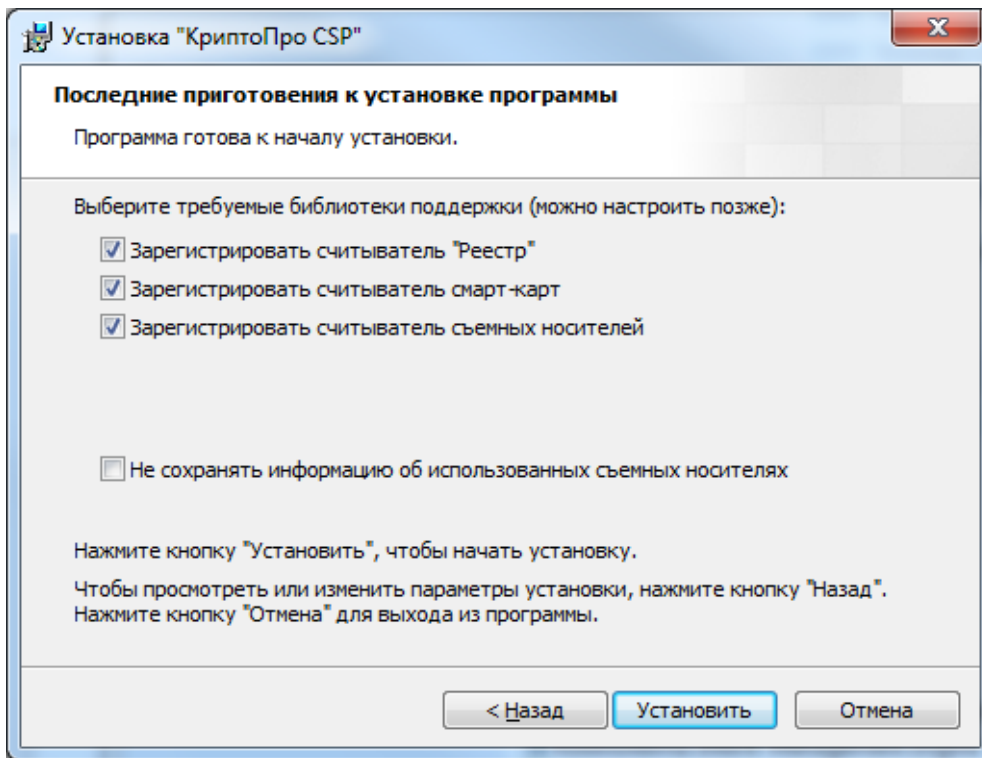 Установка "КриптоПро CSP"
Последние приготовения к установке программы
Программа готова к началу установки.
Выберите требуемые библиотеки поддержки (можно настроить позже):
Зарегистрировать считыватель "Реестр"
Зарегистрировать считыватель смарт-карт
Зарегистрировать считыватель съемных носителей
Не сохранять информацию об использованных съемных носителях
Нажмите кнопку "Установить", чтобы начать установку.
Чтобы просмотреть или изменить параметры установки, нажмите кнопку "Назад".
Нажмите кнопку "Отмена" для выхода из программы.
< Назад
Установить
Отмена